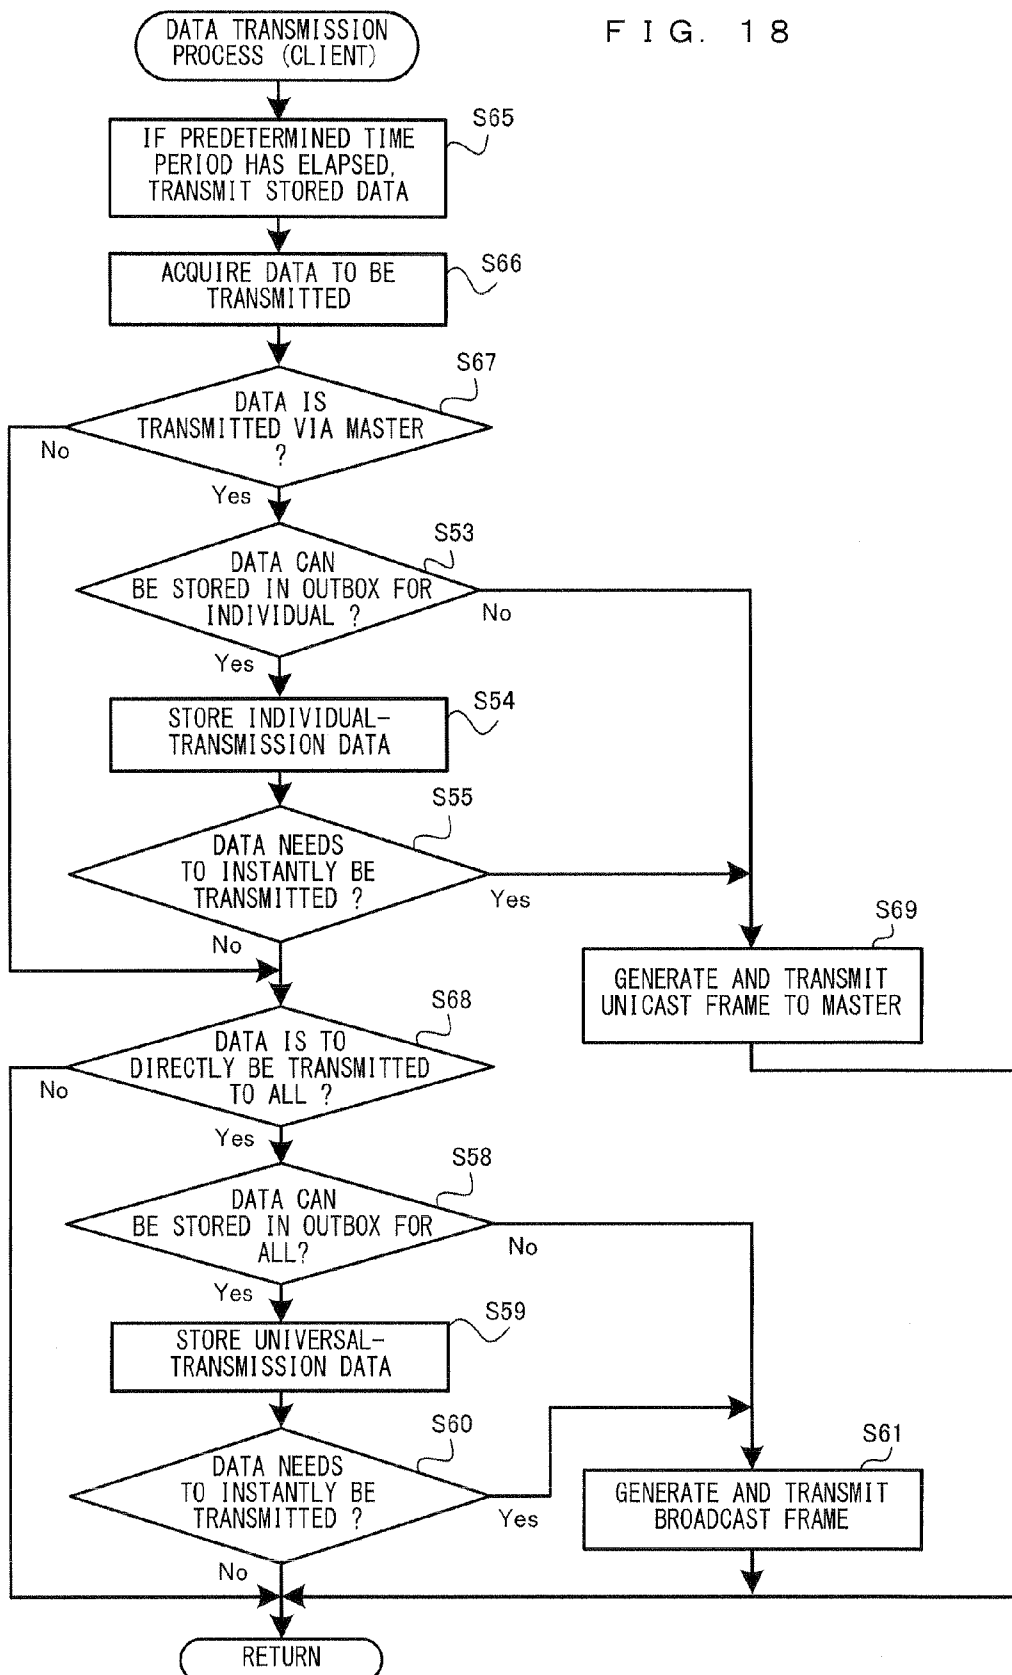 F I G. 1 8
DATA TRANSMISSION
PROCESS (CLIENT)
S65
IF PREDETERMINED TIME
PERIOD HAS ELAPSED,
TRANSMIT STORED DATA
S66
ACQUIRE DATA TO BE
TRANSMITTED
S67
DATA IS
TRANSMITTED VIA MASTER
?
No
Yes
S53
DATA CAN
BE STORED IN OUTBOX FOR
INDIVIDUAL ?
No
Yes
S54
STORE INDIVIDUAL-
TRANSMISSION DATA
S55
DATA NEEDS
TO INSTANTLY BE
TRANSMITTED ?
Yes
No
S69
GENERATE AND TRANSMIT
UNICAST FRAME TO MASTER
S68
DATA IS TO
DIRECTLY BE TRANSMITTED
TO ALL ?
No
Yes
S58
DATA CAN
BE STORED IN OUTBOX FOR
ALL?
No
Yes
S59
STORE UNIVERSAL-
TRANSMISSION DATA
S60
DATA NEEDS
TO INSTANTLY BE
TRANSMITTED ?
Yes
No
S61
GENERATE AND TRANSMIT
BROADCAST FRAME
RETURN